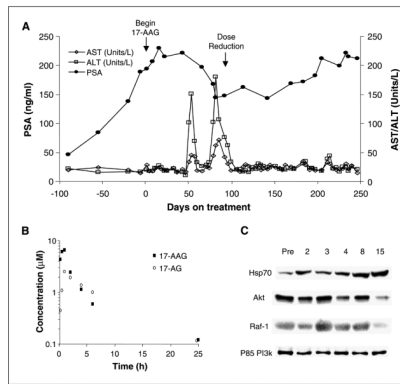 A
Begin
17-AAG
Dose
Reduction
AST (Units/L)
ALT (Units/L)
PSA
PSA (ng/ml)
AST/ALT (Units/L)
250
200
150
100
50
0
250
200
150
100
50
0
-100 -50 0 50 100 150 200 250
Days on treatment
B
Concentration (μM)
10
1
0.1
17-AAG
17-AG
0 5 10 15 20 25
Time (h)
C
Pre 2 3 4 8 15
Hsp70
Akt
Raf-1
P85 PI3k